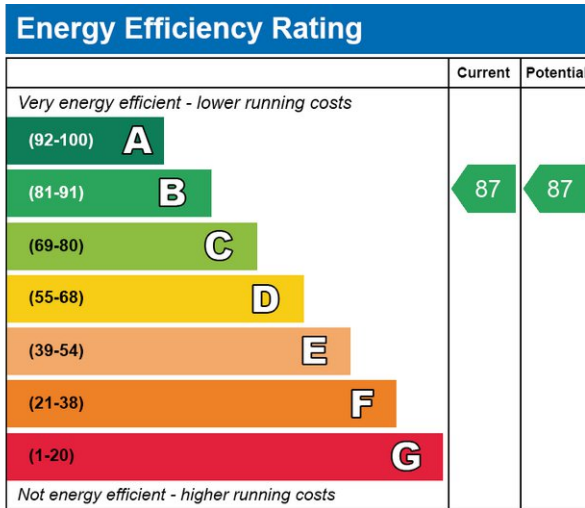 Energy Efficiency Rating
Current Potential
Very energy efficient - lower running costs
(92-100) A
(81-91) B 87 87
(69-80) C
(55-68) D
(39-54) E
(21-38) F
(1-20) G
Not energy efficient - higher running costs